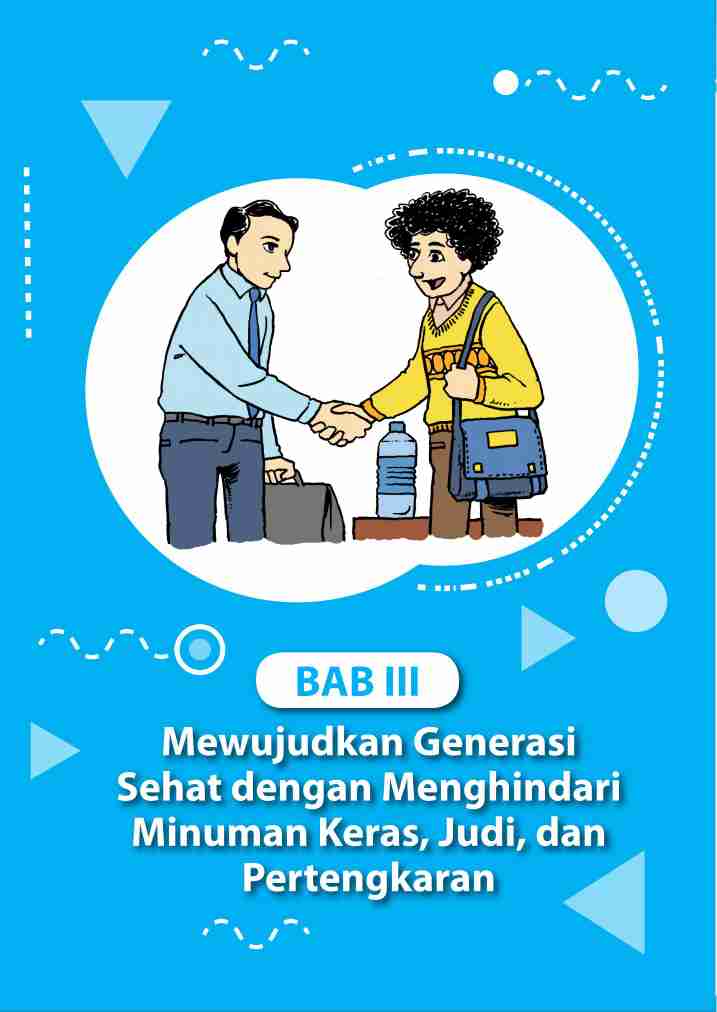 BAB III
Mewujudkan Generasi
Sehat dengan Menghindari
Minuman Keras, Judi, dan
Pertengkaran